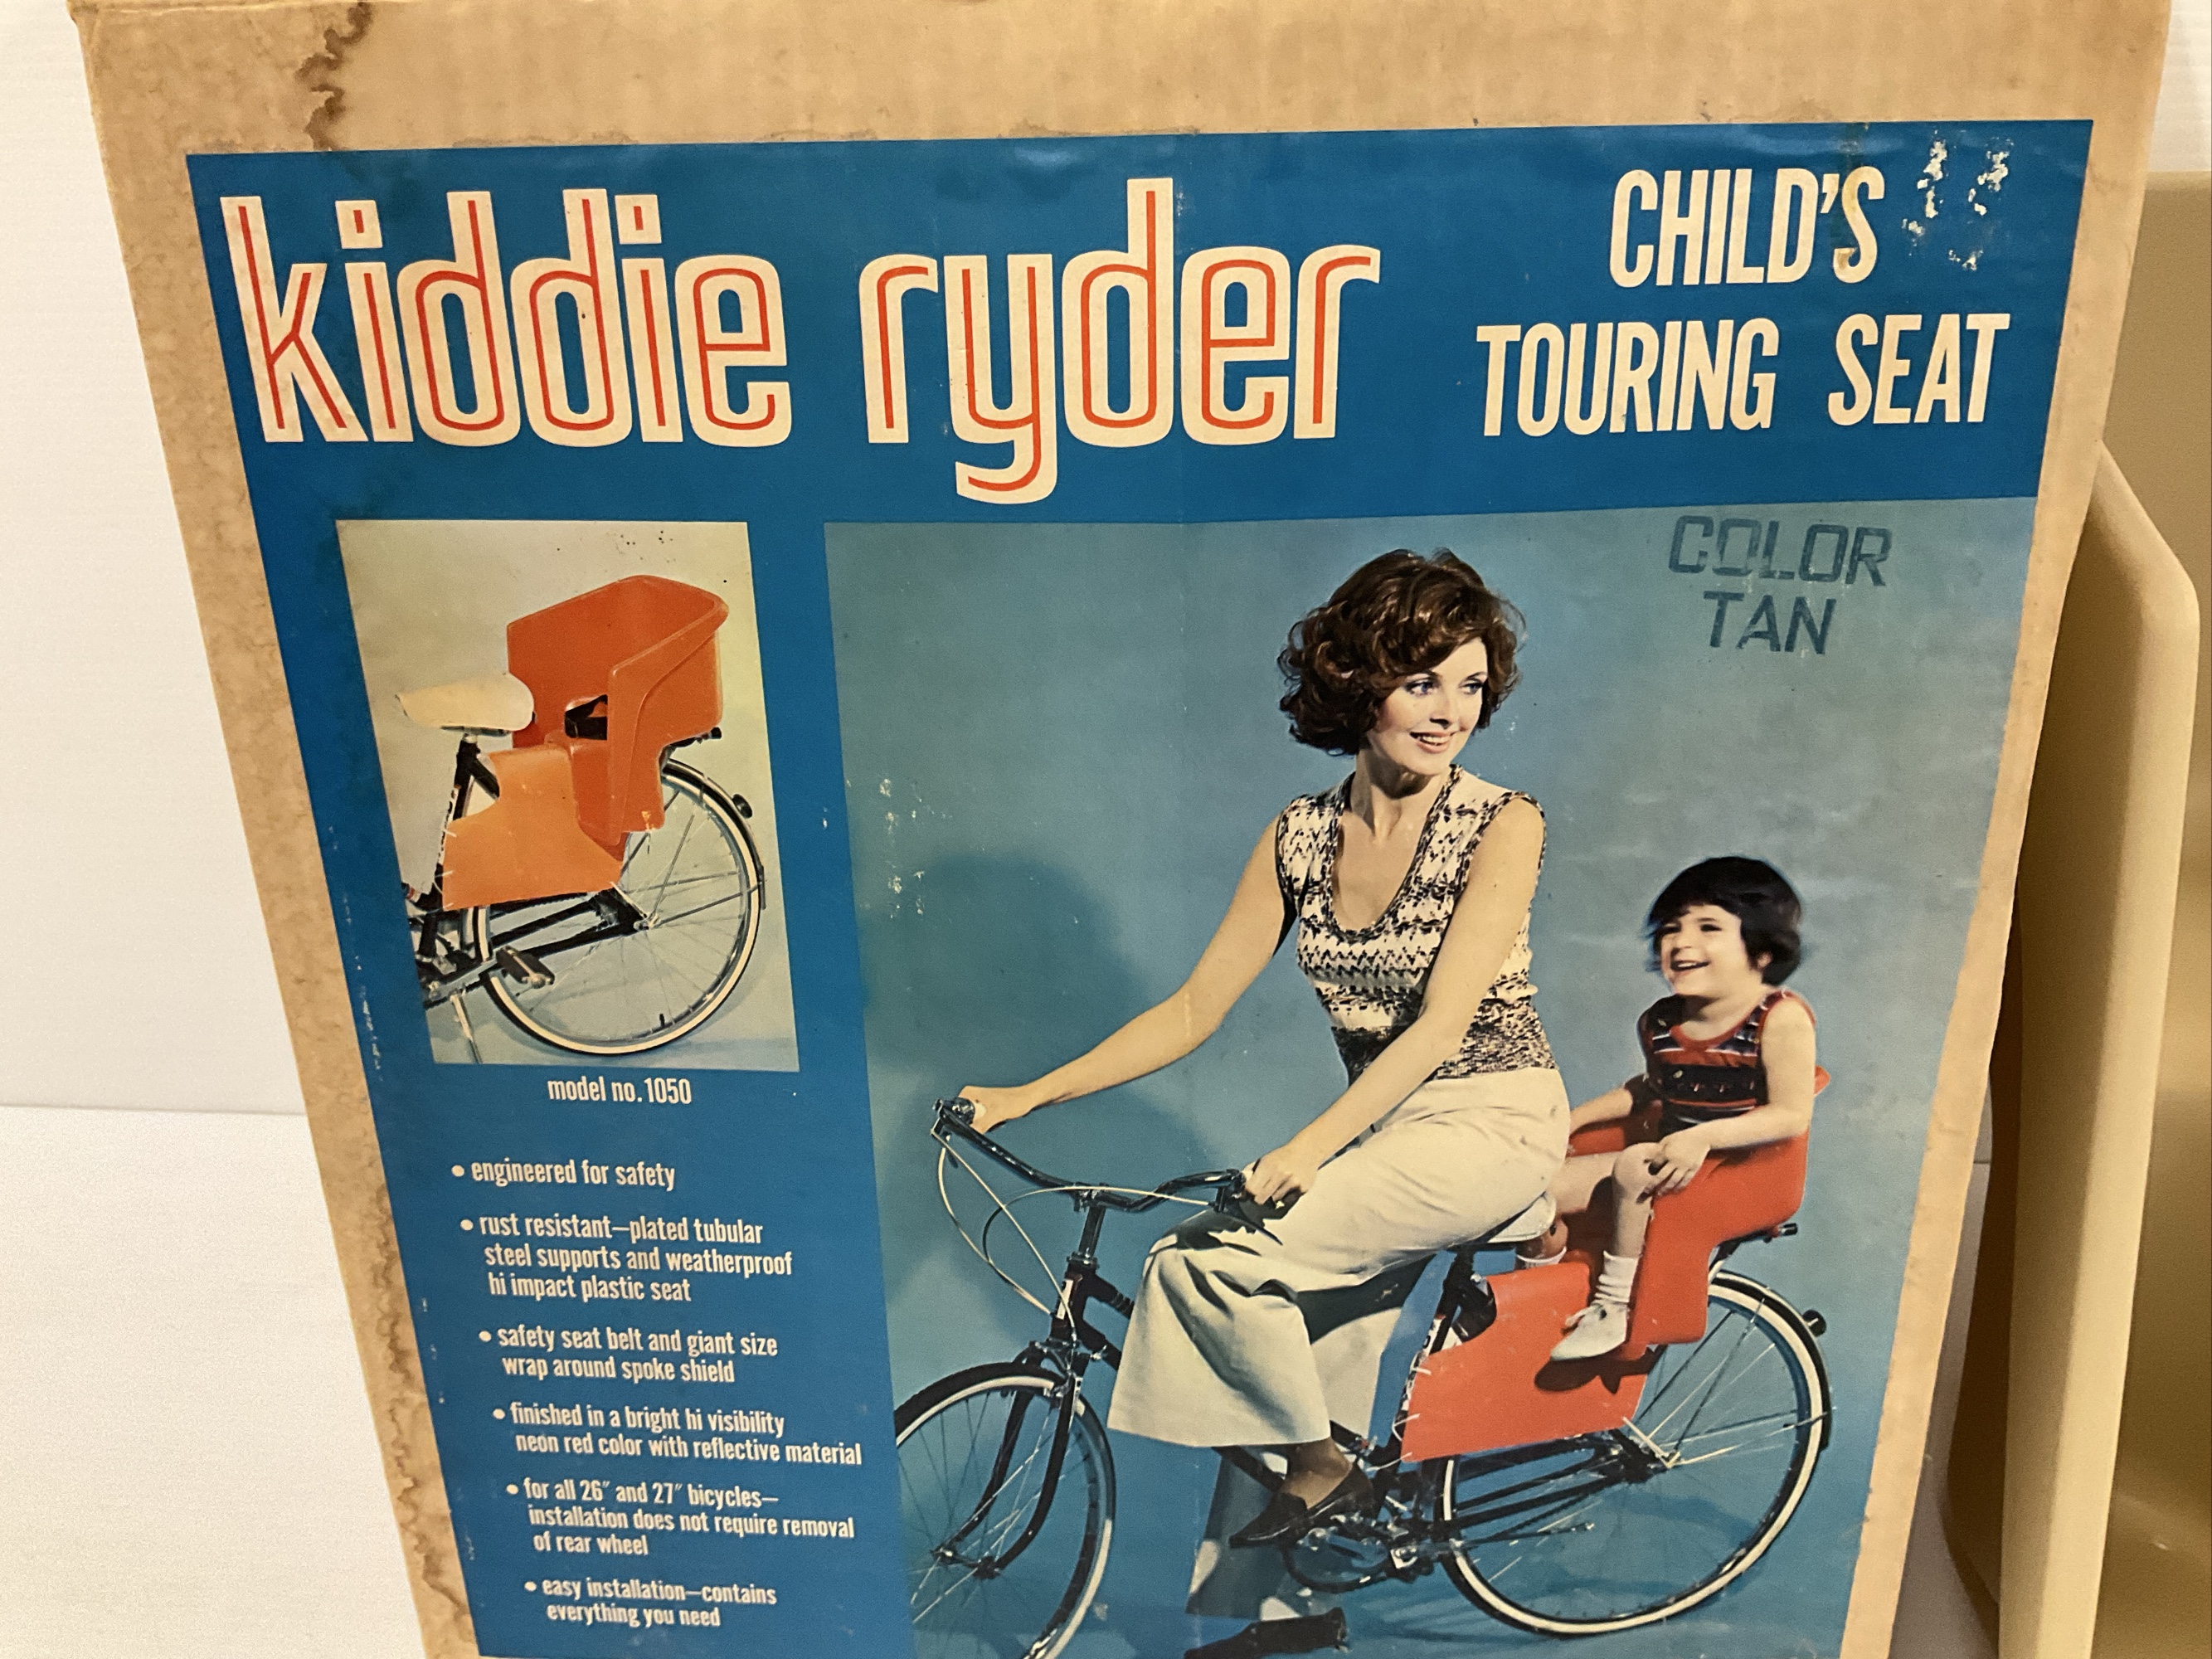 kiddie ryder
CHILD'S
TOURING SEAT
COLOR
TAN
model no. 1050
• engineered for safety
• rust resistant—plated tubular
steel supports and weatherproof
hi impact plastic seat
• safety seat belt and giant size
wrap around spoke shield
• finished in a bright hi visibility
neon red color with reflective material
• for all 26″ and 27″ bicycles—
installation does not require removal
of rear wheel
• easy installation—contains
everything you need